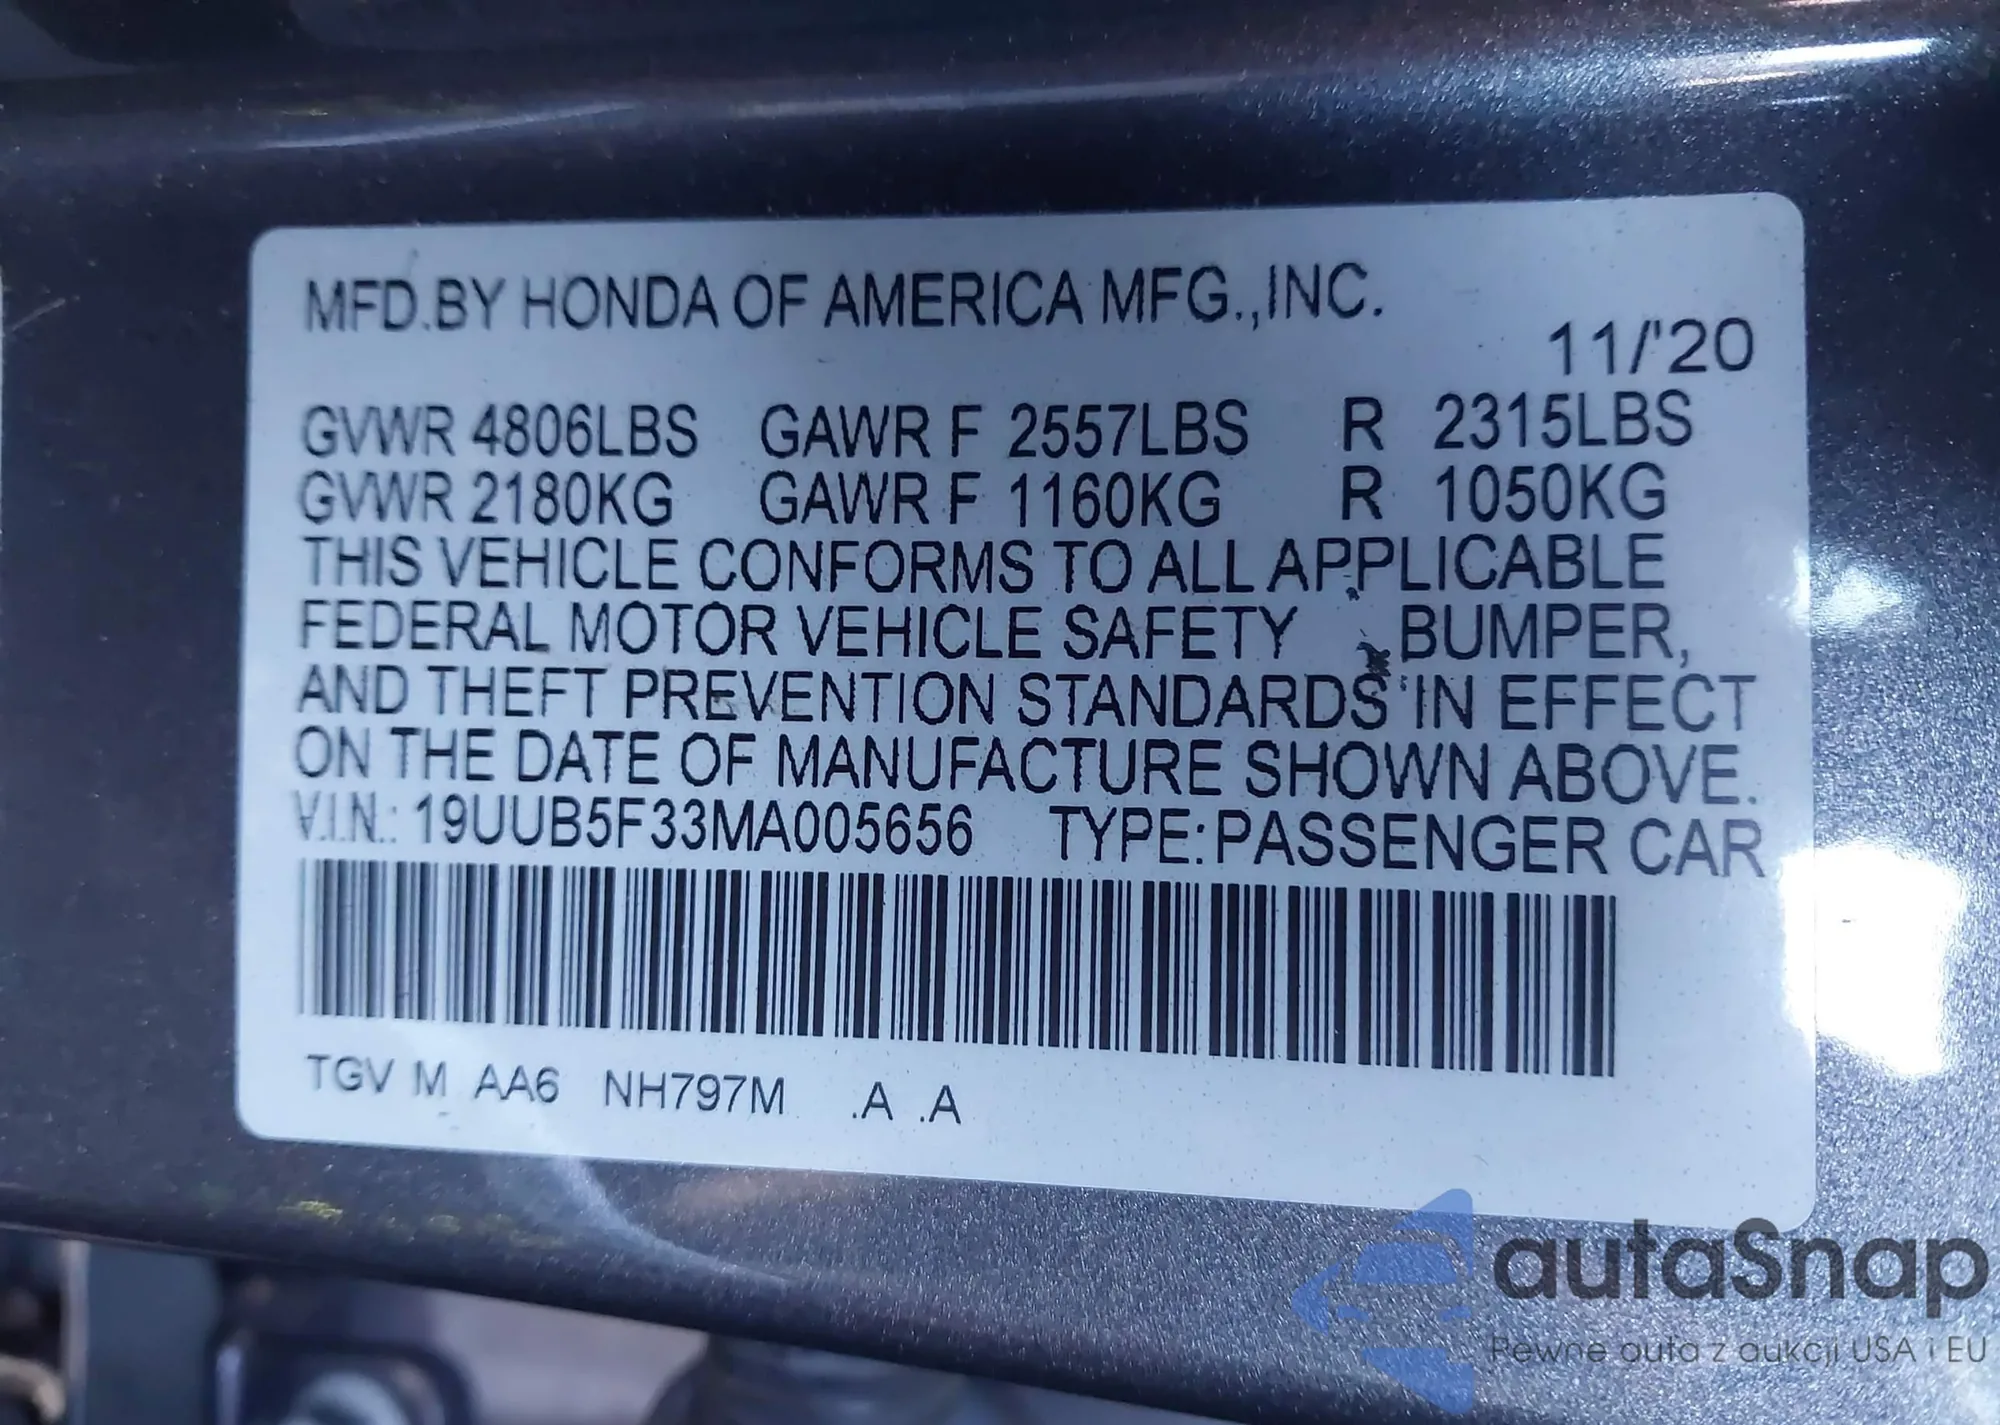 MFD.BY HONDA OF AMERICA MFG.,INC.
11/'20
GVWR 4806LBS GAWR F 2557LBS R 2315LBS
GVWR 2180KG GAWR F 1160KG R 1050KG
THIS VEHICLE CONFORMS TO ALL APPLICABLE
FEDERAL MOTOR VEHICLE SAFETY BUMPER,
AND THEFT PREVENTION STANDARDS IN EFFECT
ON THE DATE OF MANUFACTURE SHOWN ABOVE.
V.I.N.: 19UUB5F33MA005656 TYPE:PASSENGER CAR
TGV M AA6 NH797M .A .A
autaSnap
Pewne auta z aukcji USA i EU